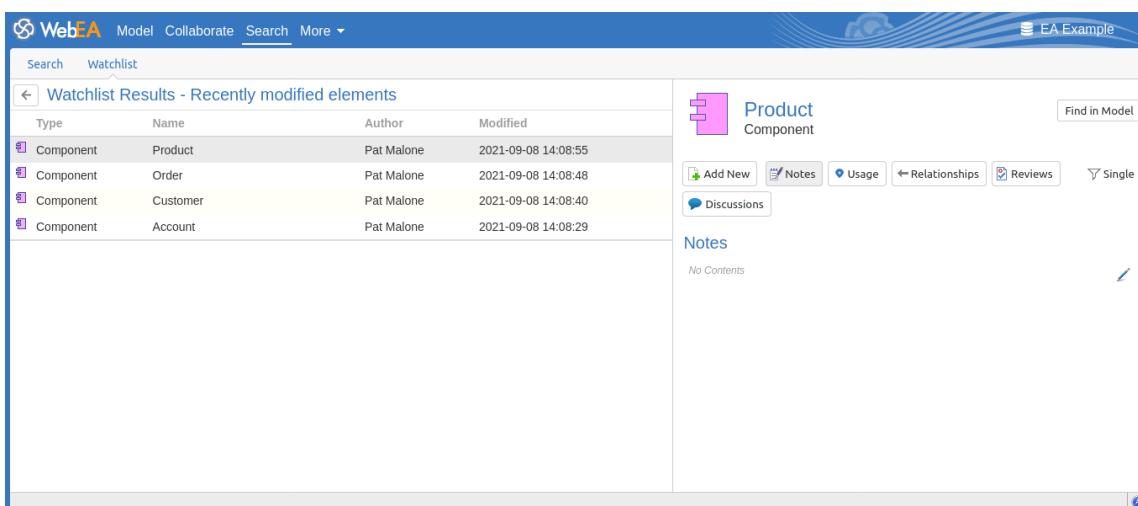 WebEA Model Collaborate Search More EA Example
Search Watchlist
Watchlist Results - Recently modified elements
Type Name Author Modified
Component Product Pat Malone 2021-09-08 14:08:55
Component Order Pat Malone 2021-09-08 14:08:48
Component Customer Pat Malone 2021-09-08 14:08:40
Component Account Pat Malone 2021-09-08 14:08:29
Product
Component
Find in Model
Add New Notes Usage Relationships Reviews Single
Discussions
Notes
No Contents